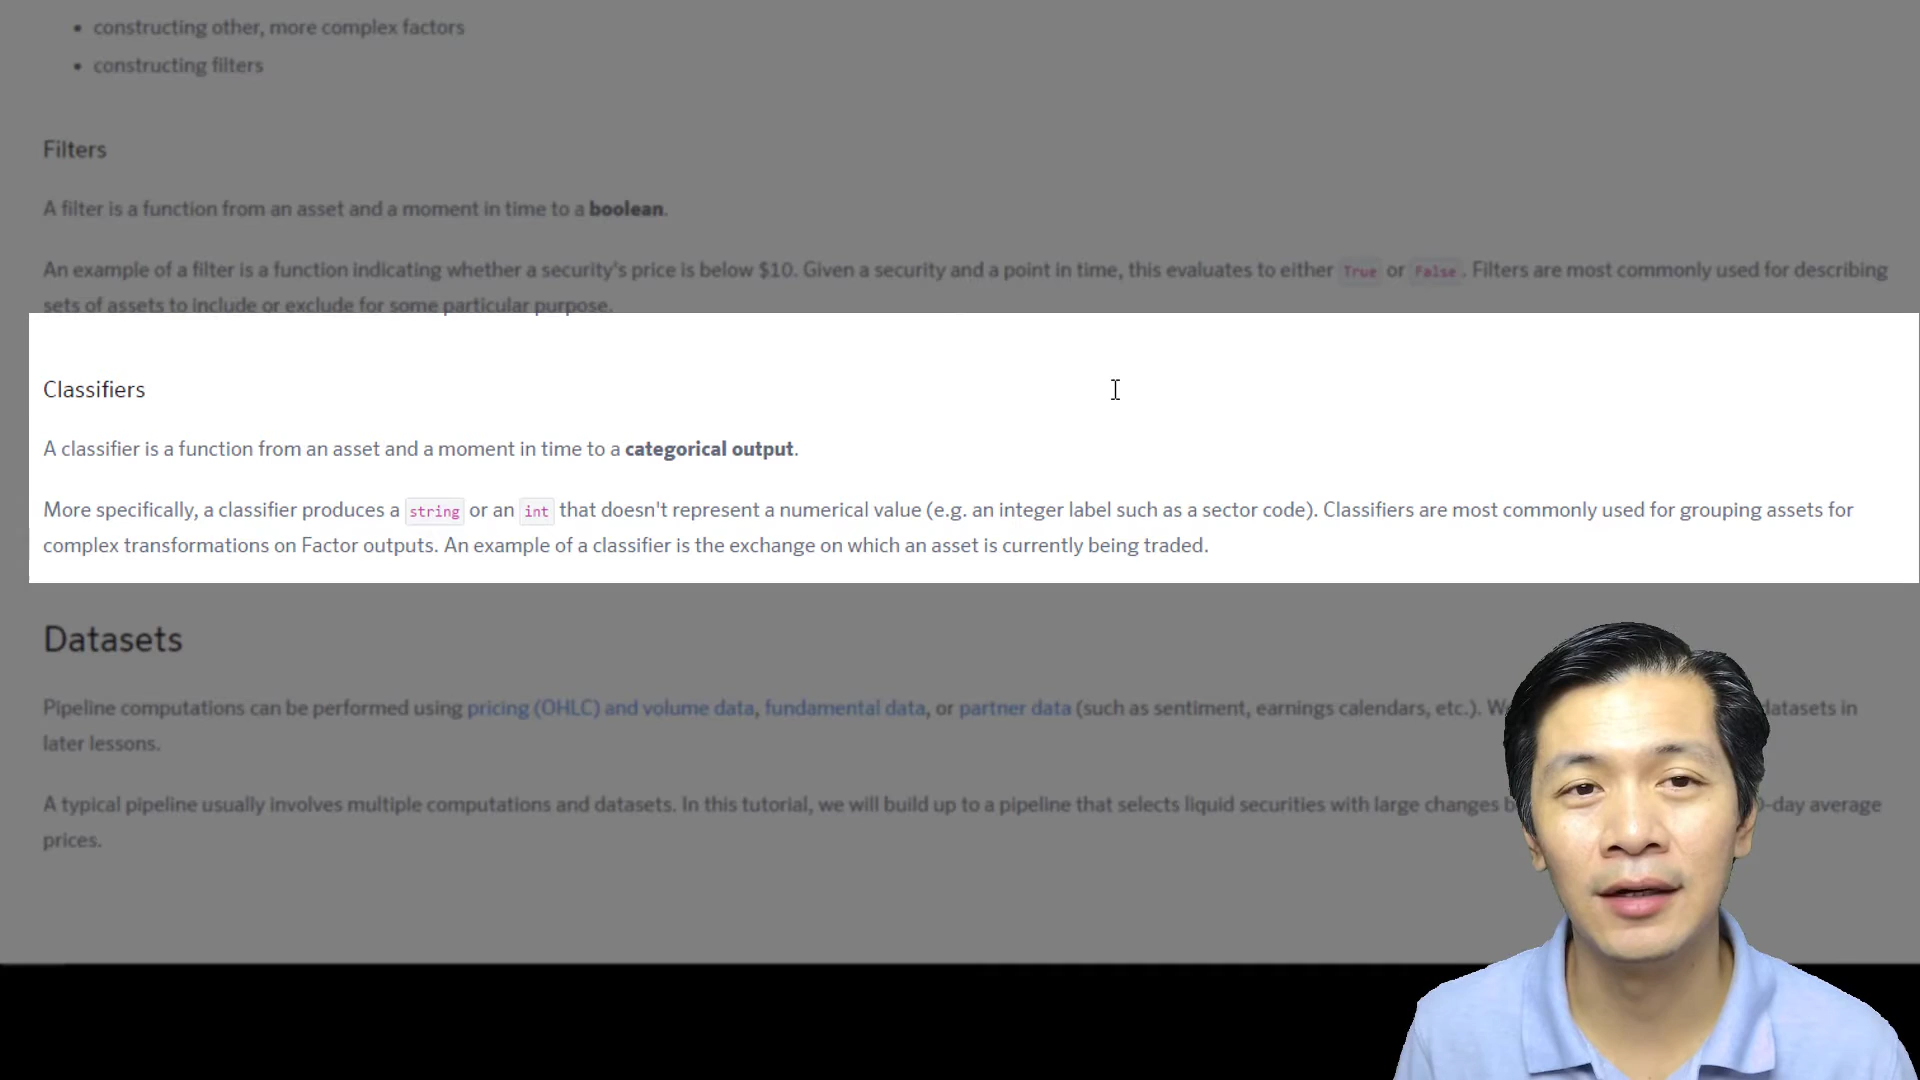 constructing other, more complex factors
constructing filters
Filters
A filter is a function from an asset and a moment in time to a boolean.
An example of a filter is a function indicating whether a security's price is below $10. Given a security and a point in time, this evaluates to either True or False. Filters are most commonly used for describing
sets of assets to include or exclude for some particular purpose.
Classifiers
A classifier is a function from an asset and a moment in time to a categorical output.
More specifically, a classifier produces a string or an int that doesn't represent a numerical value (e.g. an integer label such as a sector code). Classifiers are most commonly used for grouping assets for
complex transformations on Factor outputs. An example of a classifier is the exchange on which an asset is currently being traded.
Datasets
Pipeline computations can be performed using pricing (OHLC) and volume data, fundamental data, or partner data (such as sentiment, earnings calendars, etc.). datasets in
later lessons.
A typical pipeline usually involves multiple computations and datasets. In this tutorial, we will build up to a pipeline that selects liquid securities with large changes -day average
prices.